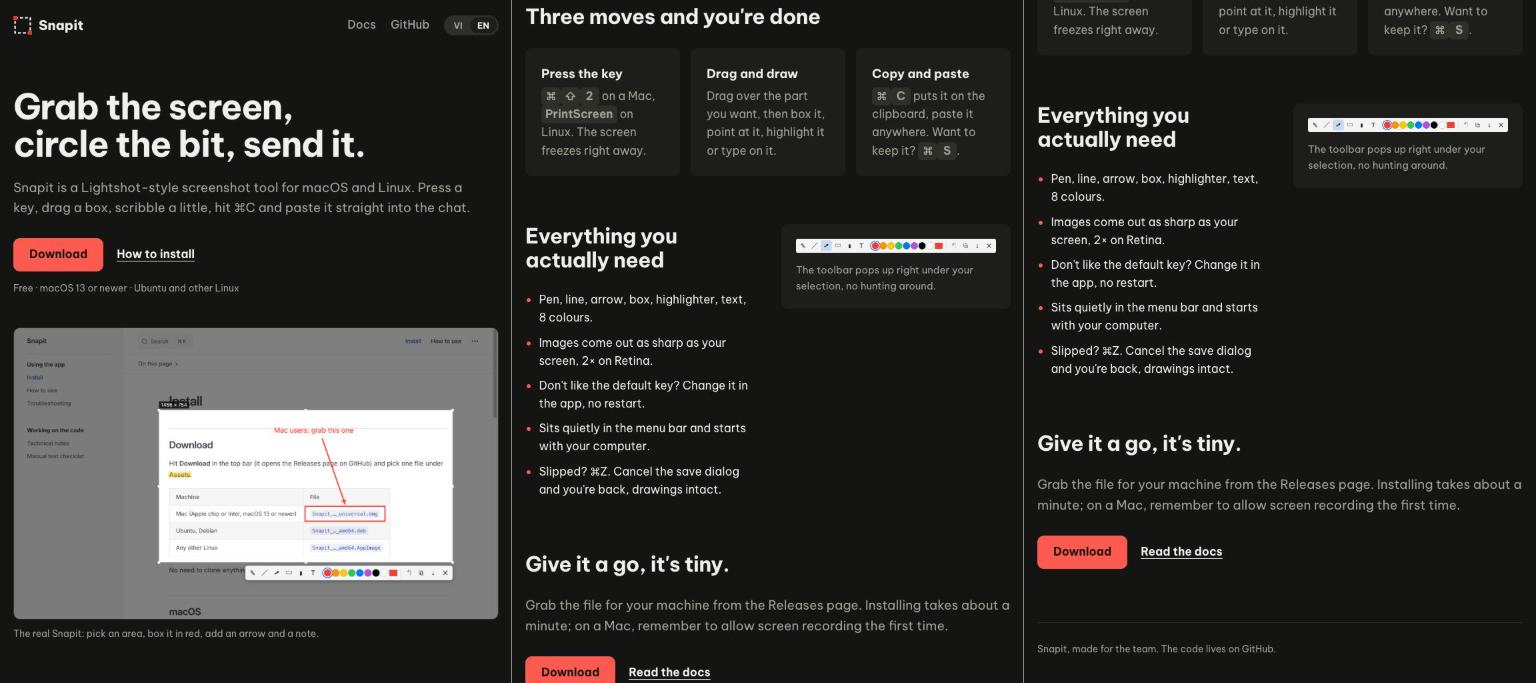 Snapit
Docs
GitHub
VI
EN
Grab the screen,
circle the bit, send it.
Snapit is a Lightshot-style screenshot tool for macOS and Linux. Press a
key, drag a box, scribble a little, hit ⌘C and paste it straight into the chat.
Download
How to install
Free · macOS 13 or newer · Ubuntu and other Linux
Snapit
Search
⌘K
Install
How to use
Using the app
Install
How to use
Troubleshooting
Working on the code
Technical notes
Manual test checklist
On this page >
Install
Mac users: grab this one
Download
Hit Download in the top bar (it opens the Releases page on GitHub) and pick one file under
Assets.
Machine
File
Mac (Apple chip or Intel, macOS 13 or newer)
Snapit_…_universal.dmg
Ubuntu, Debian
Snapit_…_amd64.deb
Any other Linux
Snapit_…_amd64.AppImage
No need to clone anythin
T
macOS
The real Snapit: pick an area, box it in red, add an arrow and a note.
Three moves and you're done
Press the key
⌘ ⇧ 2 on a Mac,
PrintScreen on
Linux. The screen
freezes right away.
Drag and draw
Drag over the part
you want, then box it,
point at it, highlight it
or type on it.
Copy and paste
⌘ C puts it on the
clipboard, paste it
anywhere. Want to
keep it? ⌘ S.
Everything you
actually need
Pen, line, arrow, box, highlighter, text,
8 colours.
Images come out as sharp as your
screen, 2× on Retina.
Don't like the default key? Change it in
the app, no restart.
Sits quietly in the menu bar and starts
with your computer.
Slipped? ⌘Z. Cancel the save dialog
and you're back, drawings intact.
T
The toolbar pops up right under your
selection, no hunting around.
Give it a go, it's tiny.
Grab the file for your machine from the Releases page. Installing takes about a
minute; on a Mac, remember to allow screen recording the first time.
Download
Read the docs
Linux. The screen
freezes right away.
point at it, highlight it
or type on it.
anywhere. Want to
keep it? ⌘ S.
Everything you
actually need
Pen, line, arrow, box, highlighter, text,
8 colours.
Images come out as sharp as your
screen, 2× on Retina.
Don't like the default key? Change it in
the app, no restart.
Sits quietly in the menu bar and starts
with your computer.
Slipped? ⌘Z. Cancel the save dialog
and you're back, drawings intact.
T
The toolbar pops up right under your
selection, no hunting around.
Give it a go, it's tiny.
Grab the file for your machine from the Releases page. Installing takes about a
minute; on a Mac, remember to allow screen recording the first time.
Download
Read the docs
Snapit, made for the team. The code lives on GitHub.